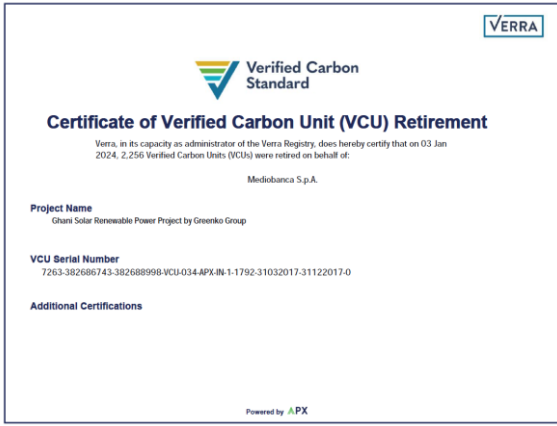 VERRA
Verified Carbon
Standard
Certificate of Verified Carbon Unit (VCU) Retirement
Verra, in its capacity as administrator of the Verra Registry, does hereby certify that on 03 Jan
2024, 2,256 Verified Carbon Units (VCUs) were retired on behalf of:
Mediobanca S.p.A.
Project Name
Ghani Solar Renewable Power Project by Greenko Group
VCU Serial Number
7263-382686743-382688998-VCU-034-APX-IN-1-1792-31032017-31122017-0
Additional Certifications
Powered by APX